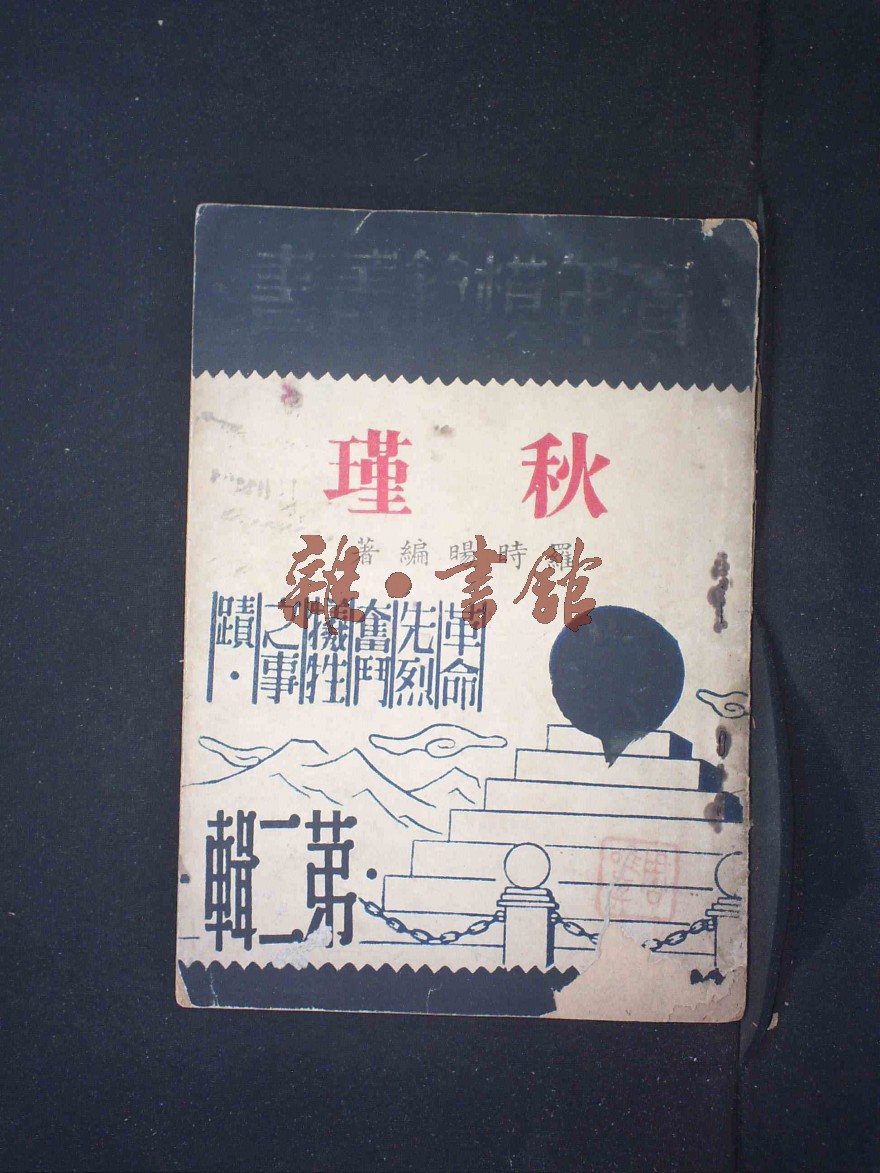 秋瑾
羅時暘編著
雜·書館
革命先烈奮鬥犧牲之事蹟·
·第二輯